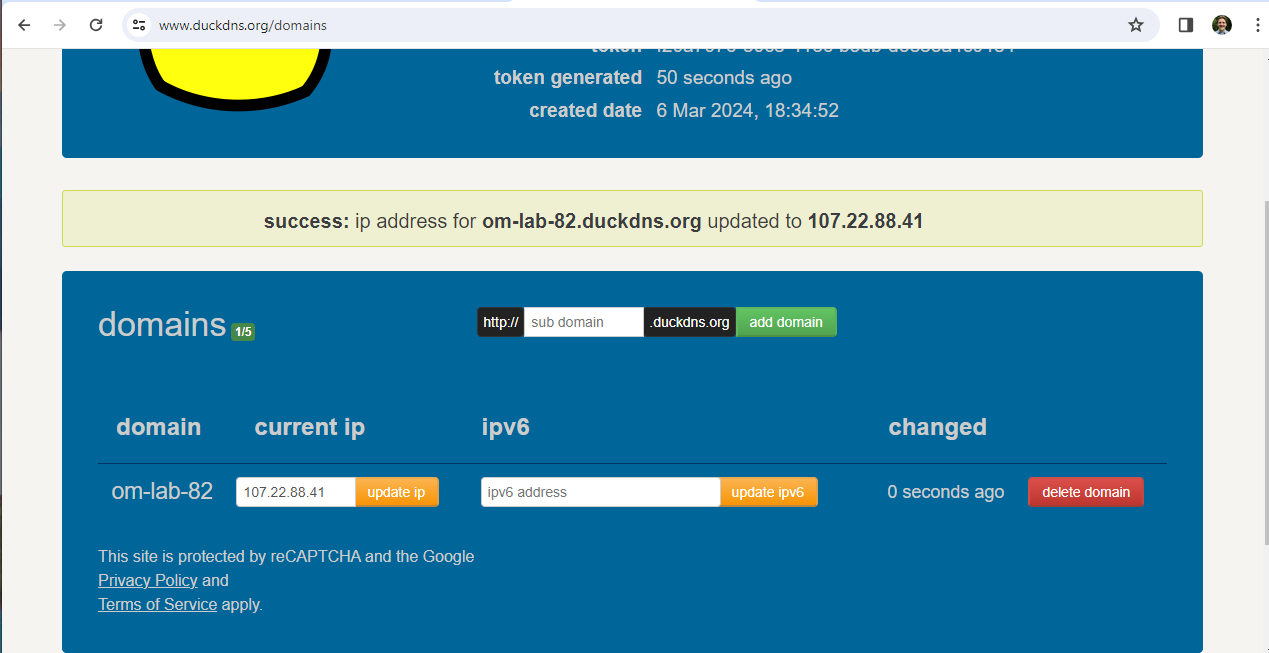 www.duckdns.org/domains
token
token generated 50 seconds ago
created date 6 Mar 2024, 18:34:52
success: ip address for om-lab-82.duckdns.org updated to 107.22.88.41
domains 1/5 http:// sub domain .duckdns.org add domain
domain current ip ipv6 changed
om-lab-82 107.22.88.41 update ip ipv6 address update ipv6 0 seconds ago delete domain
This site is protected by reCAPTCHA and the Google
Privacy Policy and
Terms of Service apply.